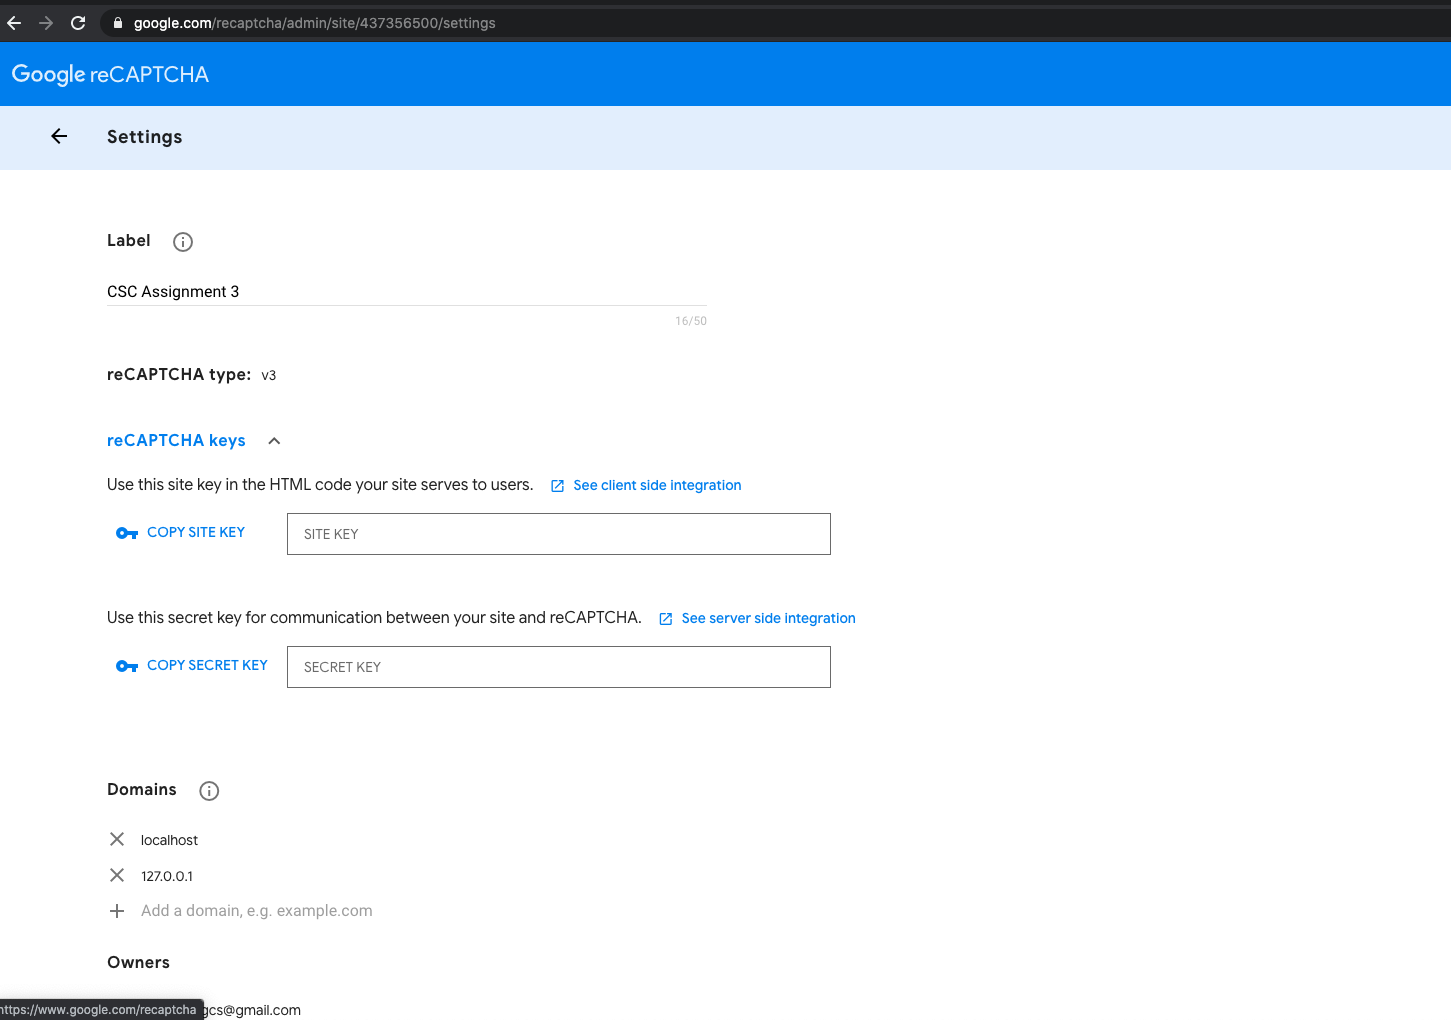 google.com/recaptcha/admin/site/437356500/settings
Google reCAPTCHA
Settings
Label
CSC Assignment 3
16/50
reCAPTCHA type: v3
reCAPTCHA keys
Use this site key in the HTML code your site serves to users. See client side integration
COPY SITE KEY SITE KEY
Use this secret key for communication between your site and reCAPTCHA. See server side integration
COPY SECRET KEY SECRET KEY
Domains
localhost
127.0.0.1
Add a domain, e.g. example.com
Owners
https://www.google.com/recaptcha gcs@gmail.com